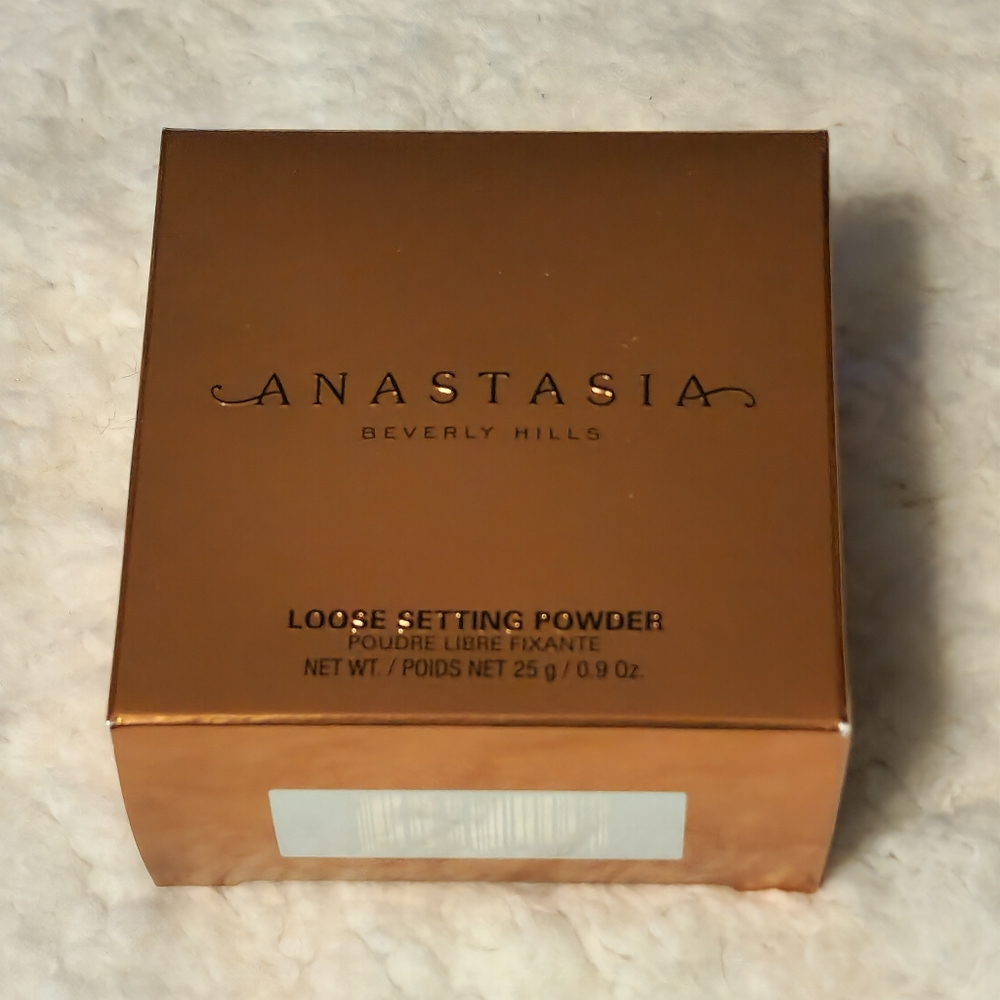 ANASTASIA
BEVERLY HILLS
LOOSE SETTING POWDER
POUDRE LIBRE FIXANTE
NET WT. / POIDS NET 25 g / 0.9 Oz.